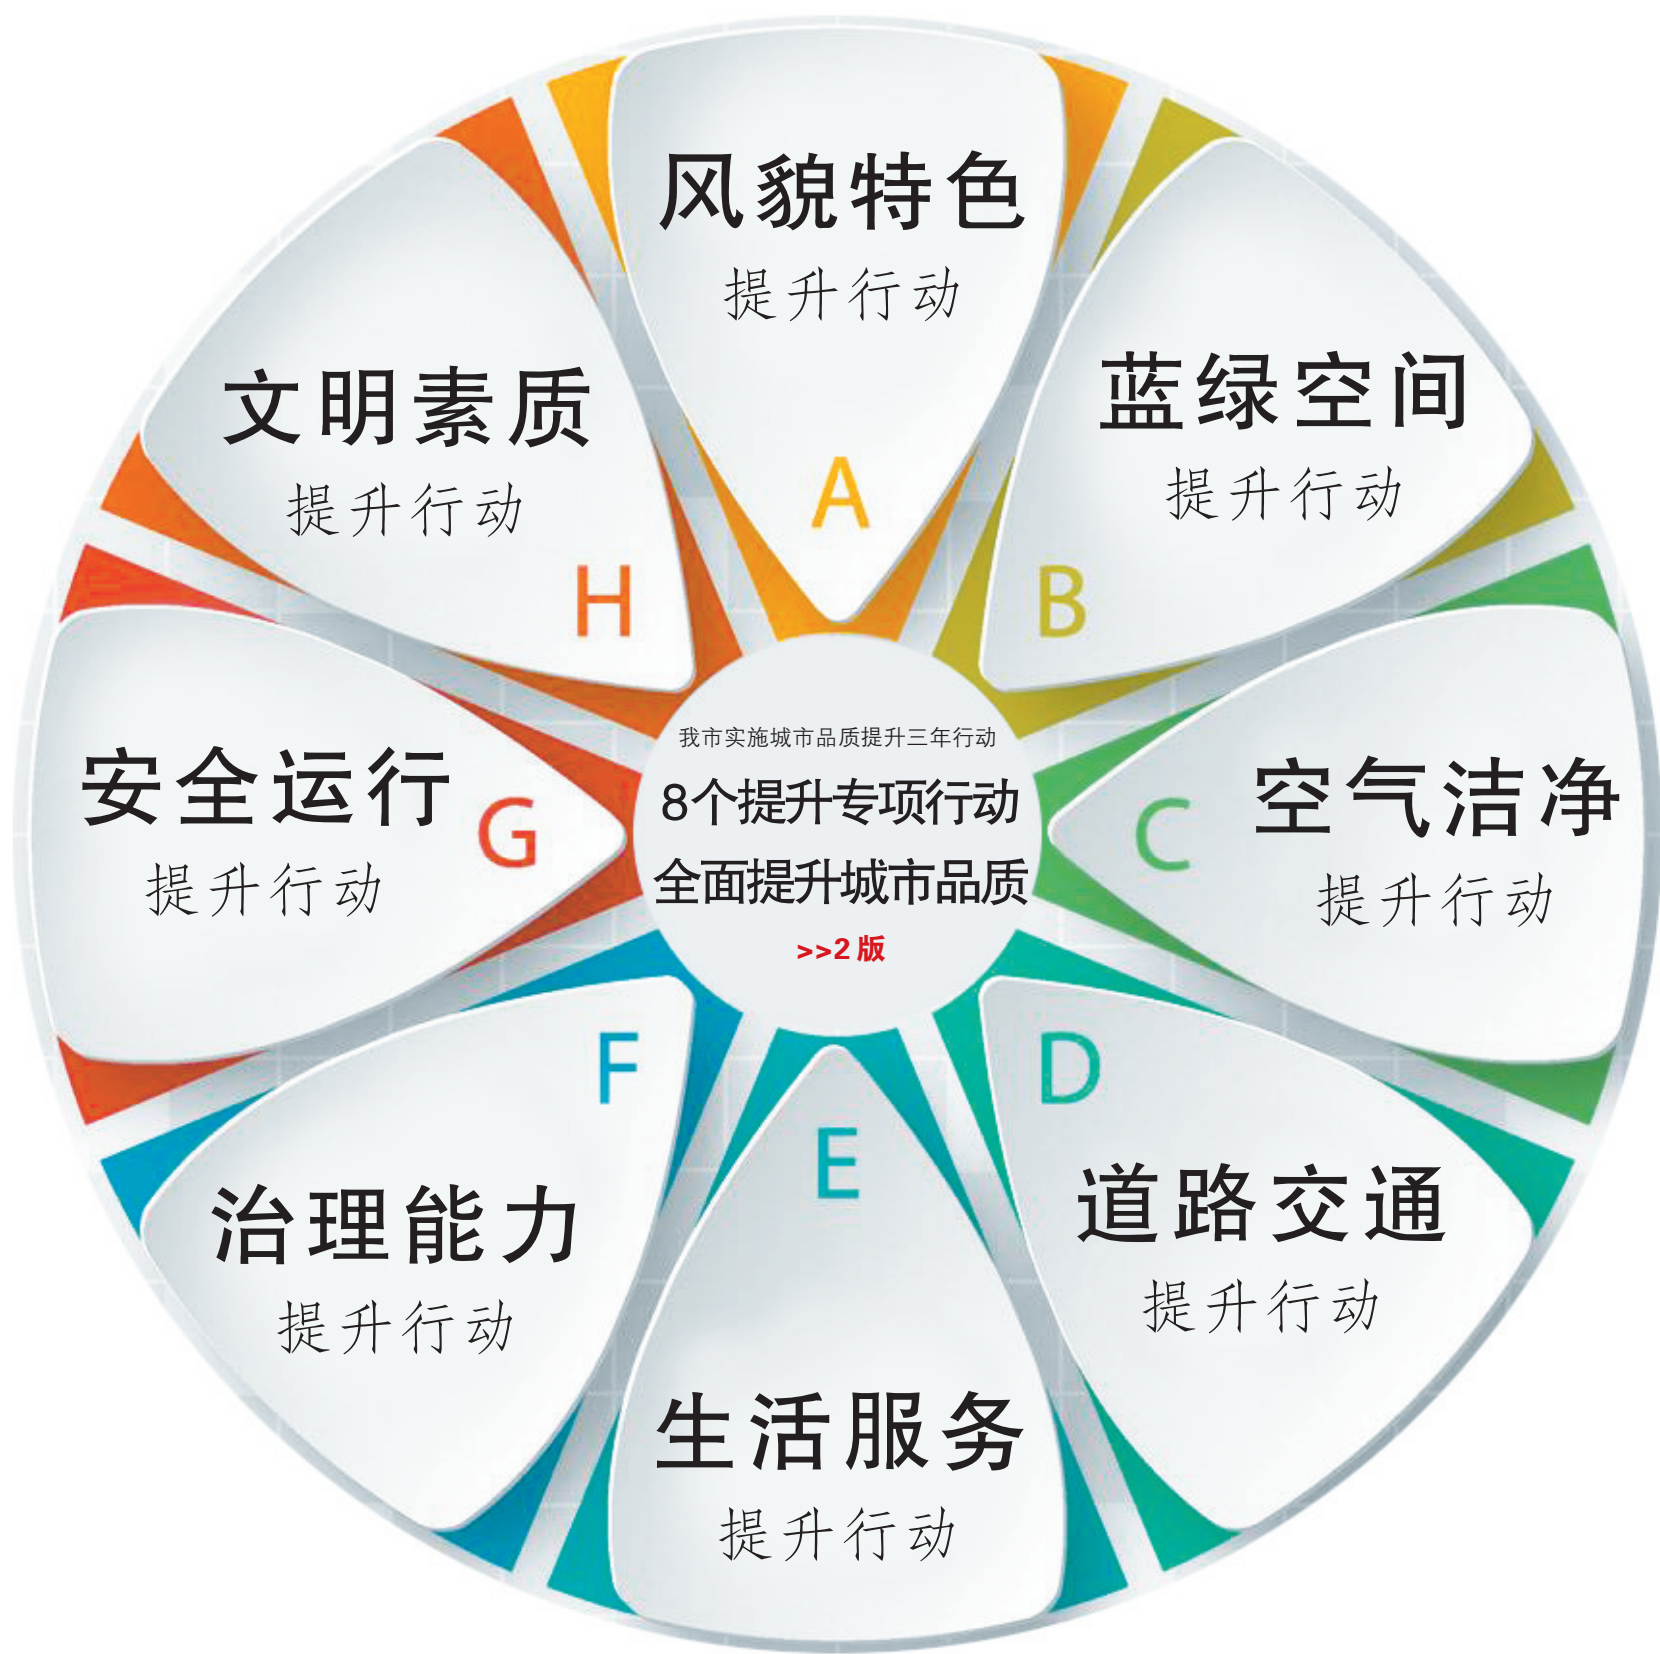 风貌特色
提升行动
A
蓝绿空间
提升行动
B
空气洁净
提升行动
C
道路交通
提升行动
D
生活服务
提升行动
E
治理能力
提升行动
F
安全运行
提升行动
G
文明素质
提升行动
H
我市实施城市品质提升三年行动
8个提升专项行动
全面提升城市品质
>>2版